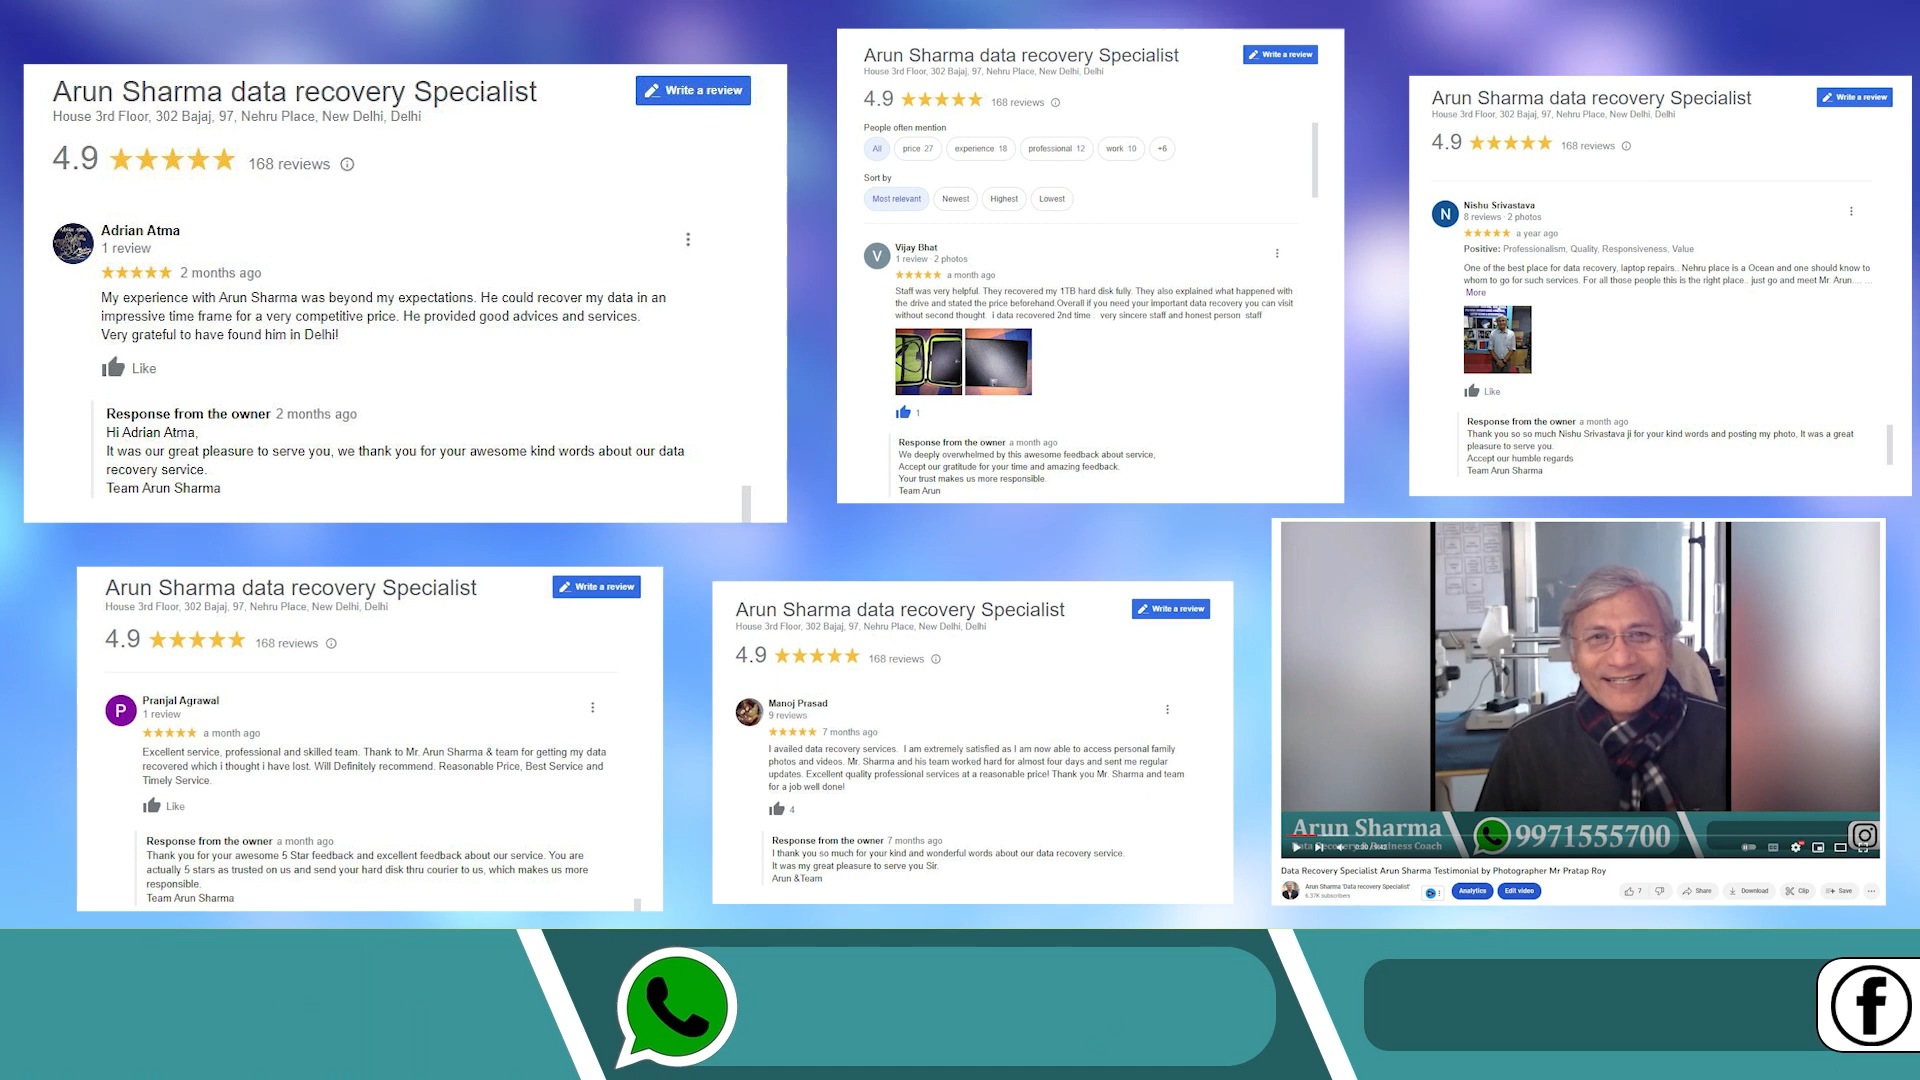 Arun Sharma data recovery Specialist
Write a review
House 3rd Floor, 302 Bajaj, 97, Nehru Place, New Delhi, Delhi
4.9
168 reviews
Adrian Atma
1 review
2 months ago
My experience with Arun Sharma was beyond my expectations. He could recover my data in an
impressive time frame for a very competitive price. He provided good advices and services.
Very grateful to have found him in Delhi!
Like
Response from the owner 2 months ago
Hi Adrian Atma,
It was our great pleasure to serve you, we thank you for your awesome kind words about our data
recovery service.
Team Arun Sharma
Arun Sharma data recovery Specialist
Write a review
House 3rd Floor, 302 Bajaj, 97, Nehru Place, New Delhi, Delhi
4.9
168 reviews
People often mention
All
price 27
experience 18
professional 12
work 10
+6
Sort by
Most relevant
Newest
Highest
Lowest
V
Vijay Bhat
1 review · 2 photos
a month ago
Staff was very helpful. They recovered my 1TB hard disk fully. They also explained what happened with
the drive and stated the price beforehand.Overall if you need your important data recovery you can visit
without second thought. i data recovered 2nd time.. very sincere staff and honest person staff
1
Response from the owner a month ago
We deeply overwhelmed by this awesome feedback about service,
Accept our gratitude for your time and amazing feedback.
Your trust makes us more responsible.
Team Arun
Arun Sharma data recovery Specialist
Write a review
House 3rd Floor, 302 Bajaj, 97, Nehru Place, New Delhi, Delhi
4.9
168 reviews
N
Nishu Srivastava
8 reviews · 2 photos
a year ago
Positive: Professionalism, Quality, Responsiveness, Value
One of the best place for data recovery, laptop repairs.. Nehru place is a Ocean and one should know to
whom to go for such services. For all those people this is the right place.. just go and meet Mr. Arun.... ...
More
Like
Response from the owner a month ago
Thank you so so much Nishu Srivastava ji for your kind words and posting my photo, It was a great
pleasure to serve you.
Accept our humble regards
Team Arun Sharma
Arun Sharma data recovery Specialist
Write a review
House 3rd Floor, 302 Bajaj, 97, Nehru Place, New Delhi, Delhi
4.9
168 reviews
P
Pranjal Agrawal
1 review
a month ago
Excellent service, professional and skilled team. Thank to Mr. Arun Sharma & team for getting my data
recovered which i thought i have lost. Will Definitely recommend. Reasonable Price, Best Service and
Timely Service.
Like
Response from the owner a month ago
Thank you for your awesome 5 Star feedback and excellent feedback about our service. You are
actually 5 stars as trusted on us and send your hard disk thru courier to us, which makes us more
responsible.
Team Arun Sharma
Arun Sharma data recovery Specialist
Write a review
House 3rd Floor, 302 Bajaj, 97, Nehru Place, New Delhi, Delhi
4.9
168 reviews
Manoj Prasad
9 reviews
7 months ago
I availed data recovery services. I am extremely satisfied as I am now able to access personal family
photos and videos. Mr. Sharma and his team worked hard for almost four days and sent me regular
updates. Excellent quality professional services at a reasonable price! Thank you Mr. Sharma and team
for a job well done!
4
Response from the owner 7 months ago
I thank you so much for your kind and wonderful words about our data recovery service.
It was my great pleasure to serve you Sir.
Arun &Team
Arun Sharma
Data Recovery & Business Coach
9971555700
Data Recovery Specialist Arun Sharma Testimonial by Photographer Mr Pratap Roy
Arun Sharma 'Data recovery Specialist'
6.37K subscribers
Analytics
Edit video
7
Share
Download
Clip
Save